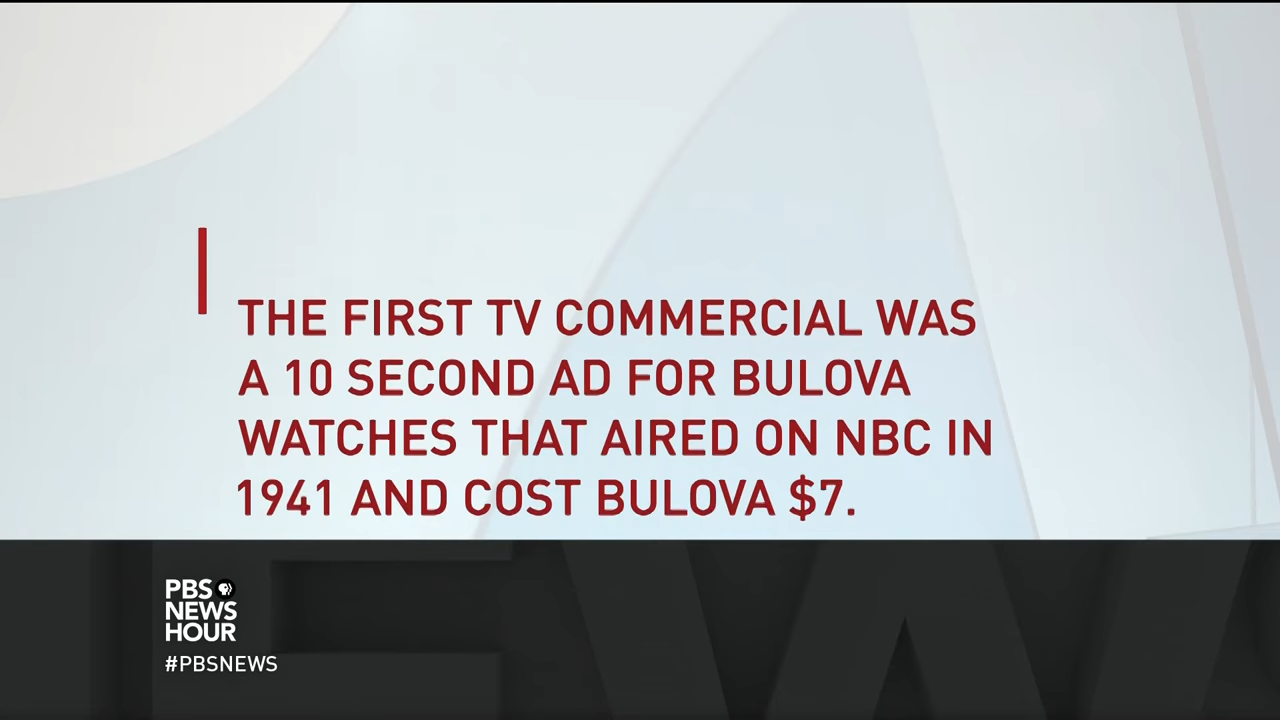 THE FIRST TV COMMERCIAL WAS
A 10 SECOND AD FOR BULOVA
WATCHES THAT AIRED ON NBC IN
1941 AND COST BULOVA $7.
PBS
NEWS
HOUR
#PBSNEWS